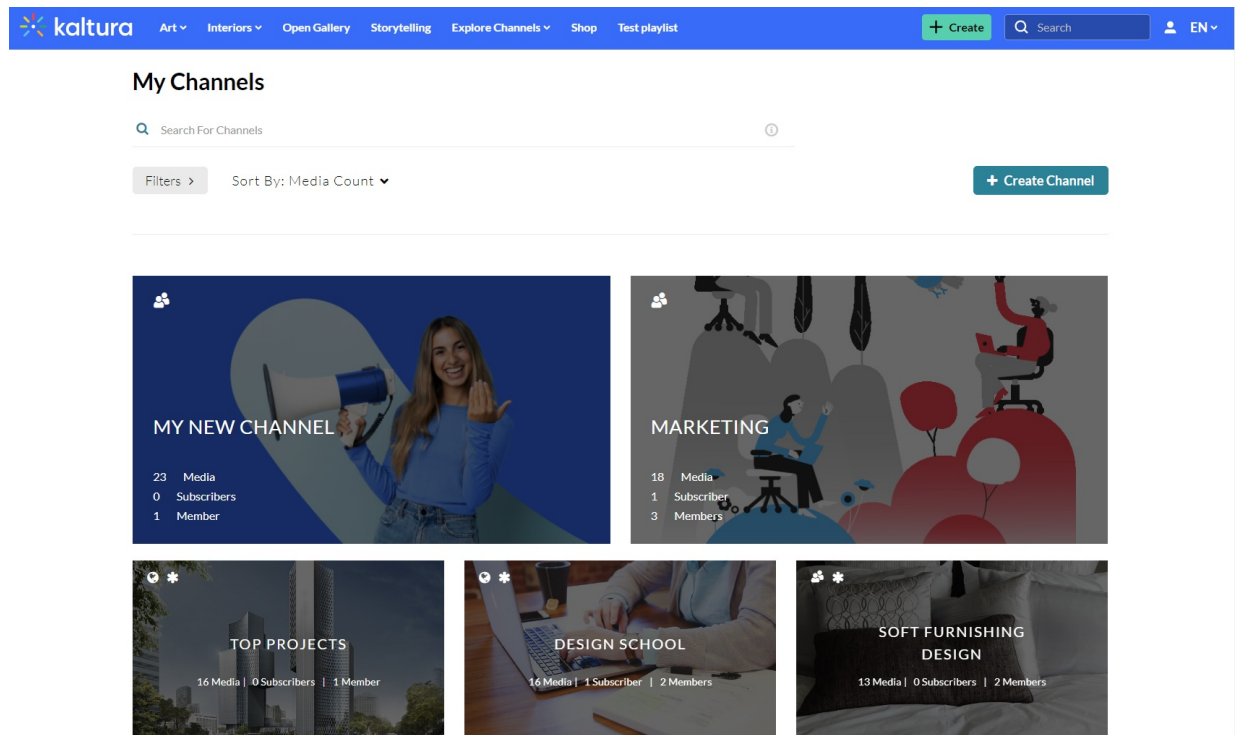 kaltura Art Interiors Open Gallery Storytelling Explore Channels Shop Test playlist + Create Search EN
My Channels
Search For Channels
Filters > Sort By: Media Count
+ Create Channel
MY NEW CHANNEL
23 Media
0 Subscribers
1 Member
MARKETING
18 Media
1 Subscriber
3 Members
TOP PROJECTS
16 Media | 0 Subscribers | 1 Member
DESIGN SCHOOL
16 Media | 1 Subscriber | 2 Members
SOFT FURNISHING
DESIGN
13 Media | 0 Subscribers | 2 Members